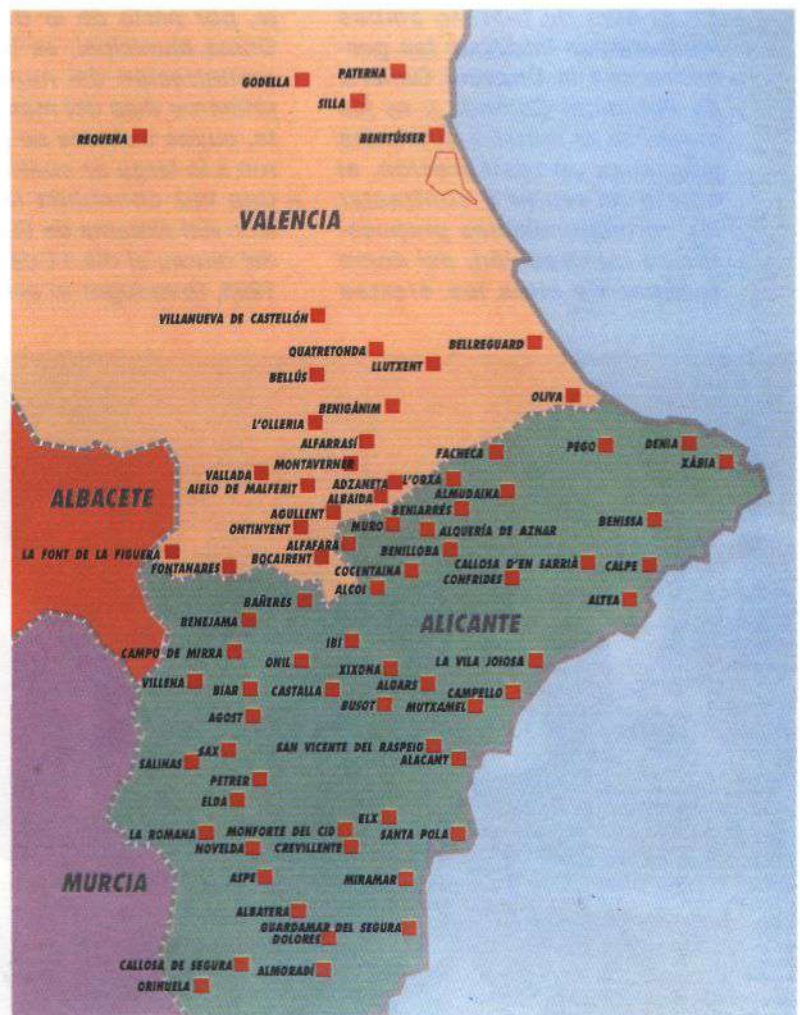 GODELLA
PATERNA
SILLA
REQUENA
BENETÚSSER
VALENCIA
VILLANUEVA DE CASTELLÓN
QUATRETONDA
BELLREGUARD
LLUTXENT
BELLÚS
OLIVA
BENIGÀNIM
L'OLLERIA
ALFARRASÍ
FACHECA
PEGO
DENIA
XÀBIA
MONTAVERNER
VALLADA
AIELO DE MALFERIT
ADZANETA
L'ORXA
ALBACETE
ALBAIDA
ALMUDAIKA
AGULLENT
BENIARRÉS
ONTINYENT
MURO
ALQUERÍA DE AZNAR
BENISSA
ALFAFARA
LA FONT DE LA FIGUERA
BOCAIRENT
BENILLOBA
FONTANARES
COCENTAINA
CALLOSA D'EN SARRIÀ
CALPE
CONFRIDES
ALCOI
BAÑERES
ALTEA
BENEJAMA
ALICANTE
IBI
CAMPO DE MIRRA
ONIL
XIXONA
LA VILA JOIOSA
VILLENA
BIAR
CASTALLA
ALGARS
CAMPELLO
BUSOT
MUTXAMEL
AGOST
SAX
SAN VICENTE DEL RASPEIG
SALINAS
ALACANT
PETRER
ELDA
ELX
LA ROMANA
MONFORTE DEL CID
SANTA POLA
NOVELDA
CREVILLENTE
MURCIA
ASPE
MIRAMAR
ALBATERA
GUARDAMAR DEL SEGURA
DOLORES
CALLOSA DE SEGURA
ALMORADÍ
ORIHUELA